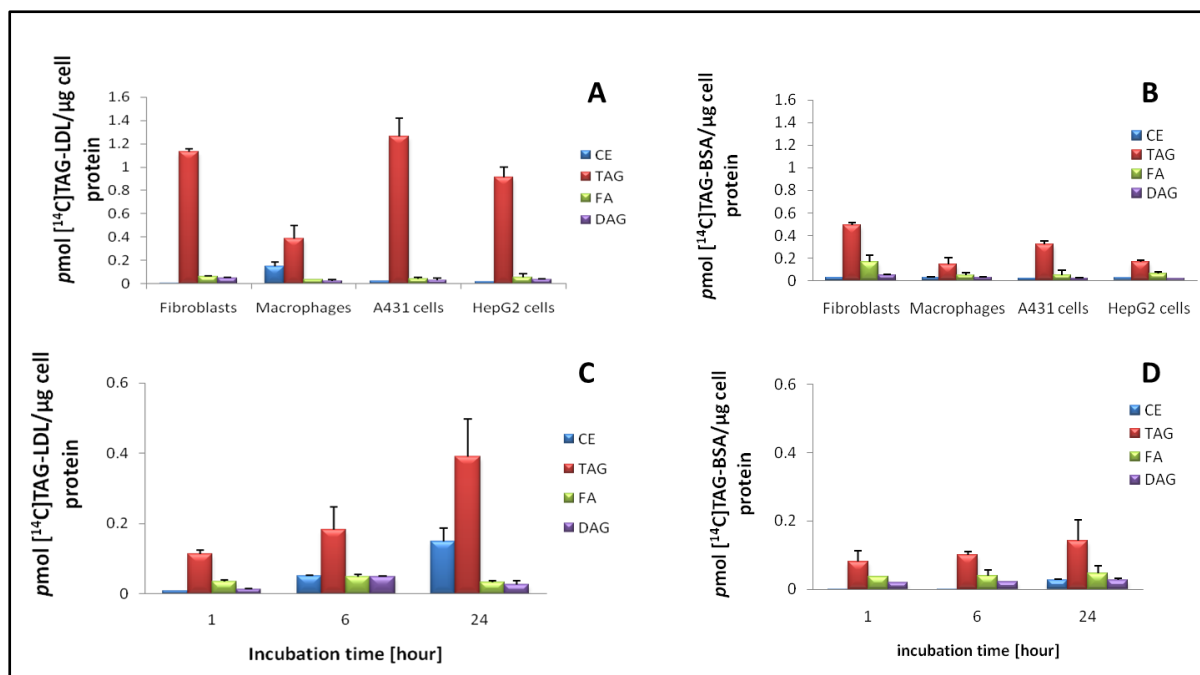 A
pmol [¹⁴C]TAG-LDL/µg cell
protein
1.6
1.4
1.2
1
0.8
0.6
0.4
0.2
0
Fibroblasts Macrophages A431 cells HepG2 cells
CE
TAG
FA
DAG
B
pmol [¹⁴C]TAG-BSA/µg cell
protein
1.6
1.4
1.2
1
0.8
0.6
0.4
0.2
0
Fibroblasts Macrophages A431 cells HepG2 cells
CE
TAG
FA
DAG
C
pmol [¹⁴C]TAG-LDL/µg cell
protein
0.6
0.4
0.2
0
1 6 24
Incubation time [hour]
CE
TAG
FA
DAG
D
pmol [¹⁴C]TAG-BSA/µg cell
protein
0.6
0.4
0.2
0
1 6 24
incubation time [hour]
CE
TAG
FA
DAG